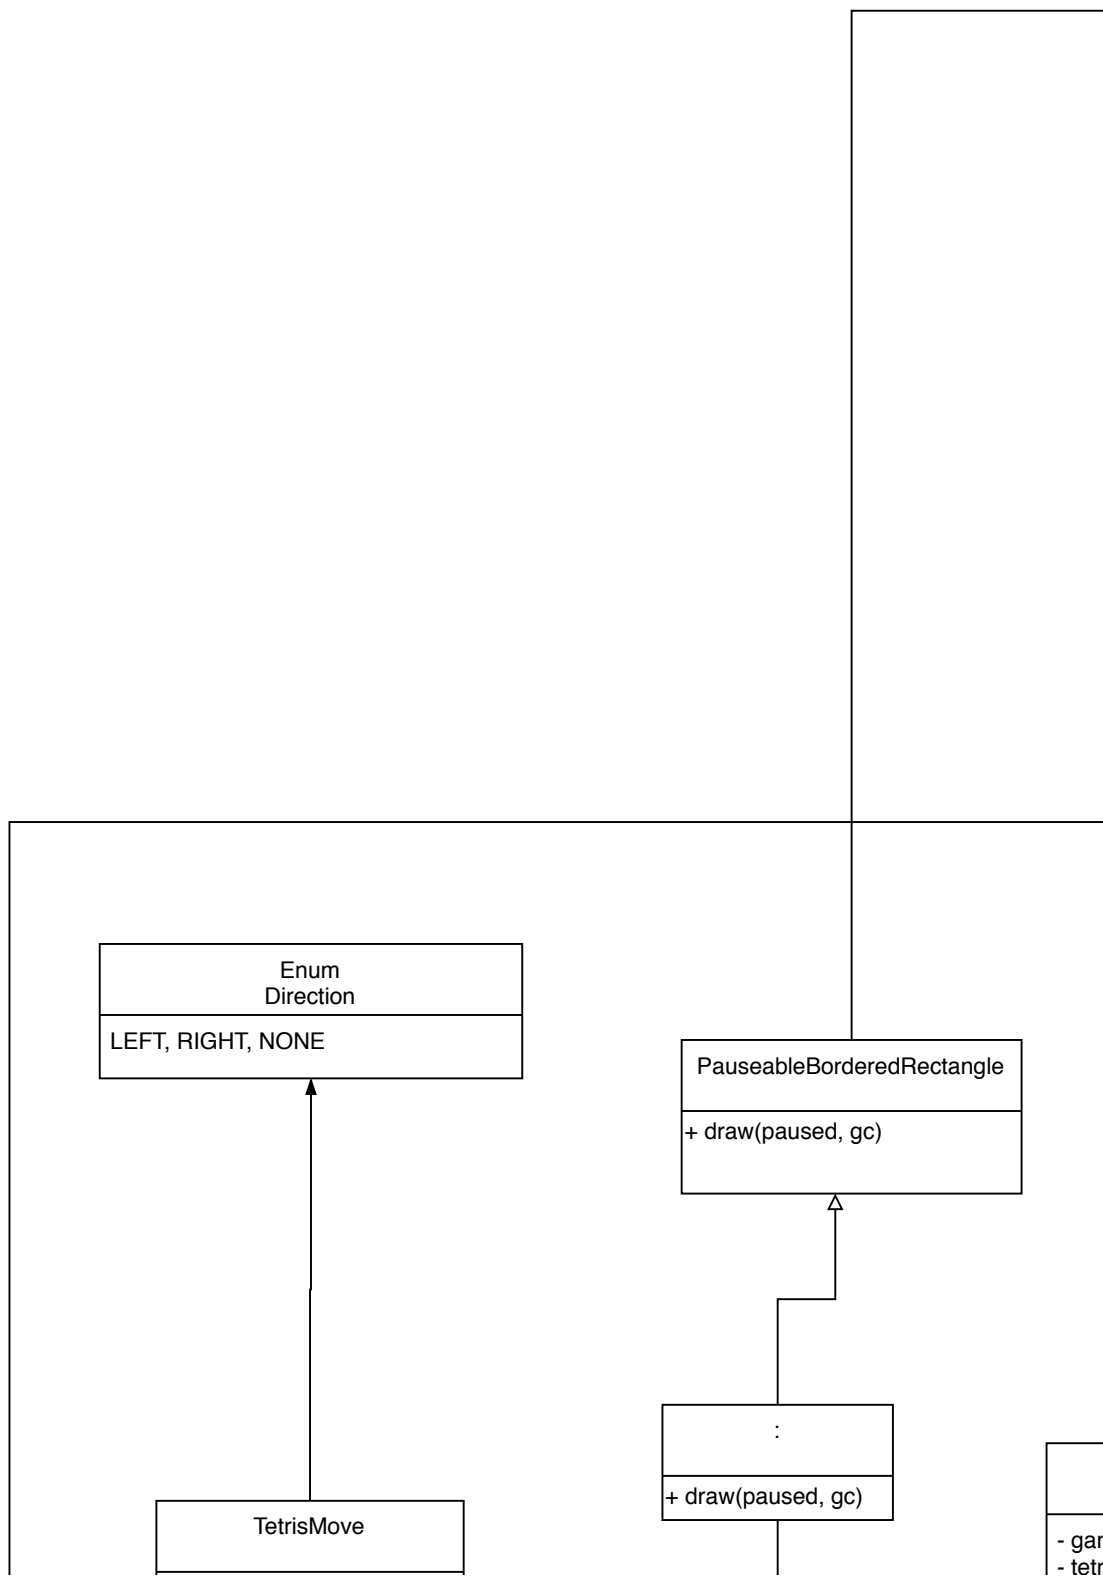 Enum
Direction
LEFT, RIGHT, NONE
PauseableBorderedRectangle
+ draw(paused, gc)
:
+ draw(paused, gc)
TetrisMove